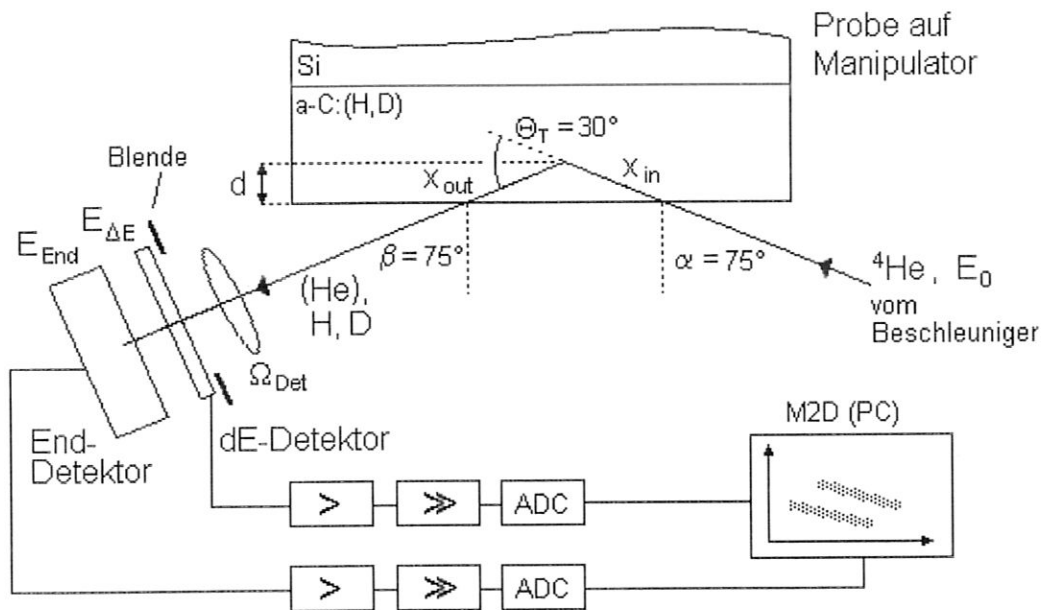 Probe auf
Manipulator
Si
a-C:(H,D)
Θ_T = 30°
Blende
d
X_out
X_in
E_End
E_ΔE
β = 75°
α = 75°
⁴He, E₀
vom
Beschleuniger
(He),
H, D
Ω_Det
End-
Detektor
dE-Detektor
M2D (PC)
>
≫
ADC
>
≫
ADC